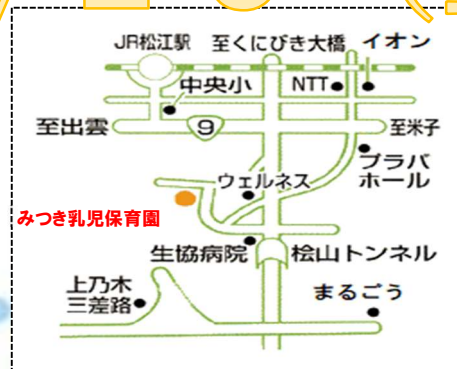 JR松江駅
至くにびき大橋
イオン
中央小
NTT
至出雲
9
至米子
プラバ
ホール
ウェルネス
みつき乳児保育園
生協病院
桧山トンネル
上乃木
三差路
まるごう